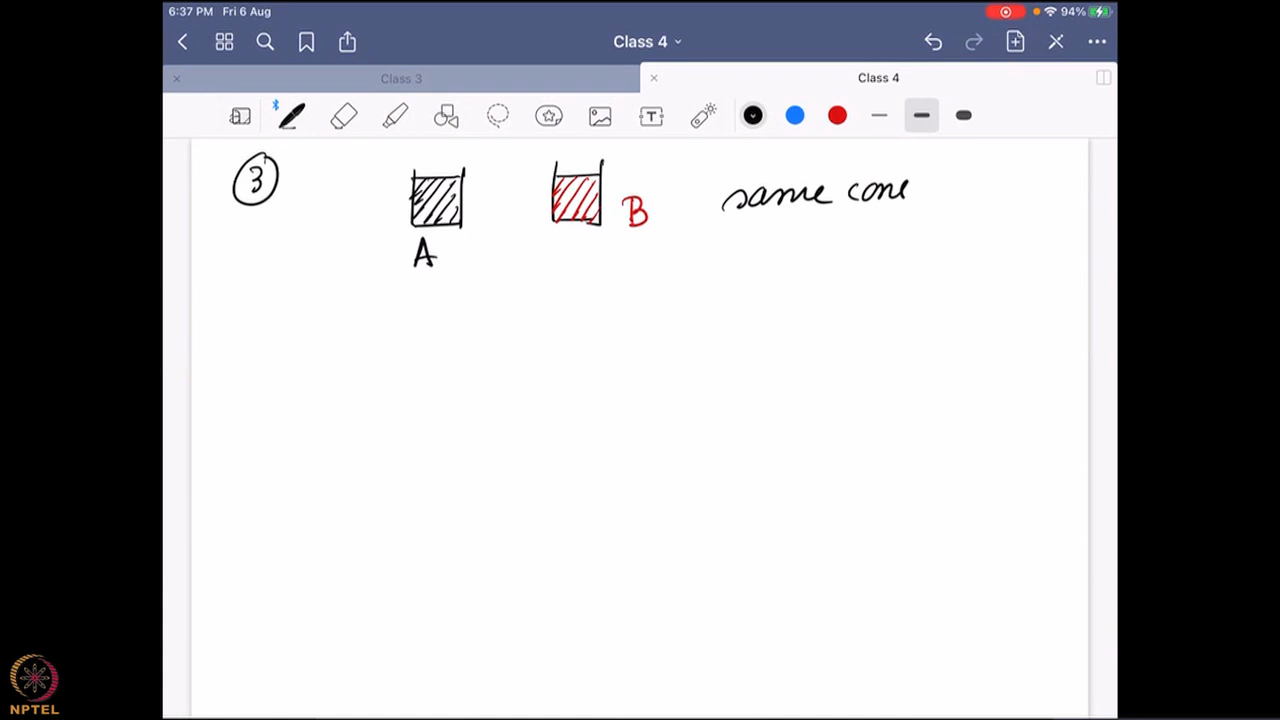 6:37 PM Fri 6 Aug 94%
Class 4
Class 3 Class 4
T
3 same conc
B
A
NPTEL